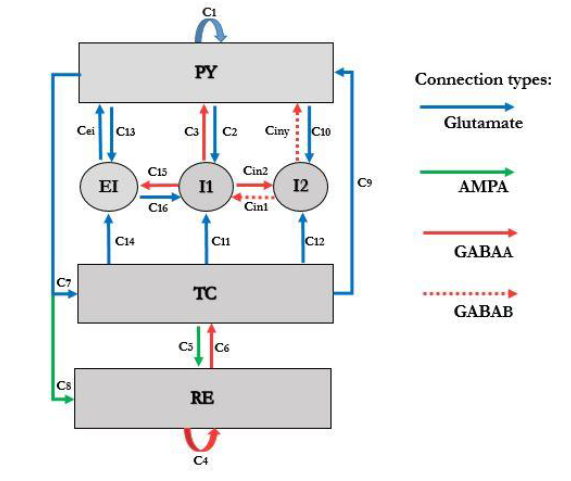 C1
PY
Connection types:
Glutamate
Cei
C13
C3
C2
Ciny
C10
C15
Cin2
EI
I1
I2
AMPA
C9
C16
Cin1
C14
C11
C12
GABAA
C7
TC
GABAB
C5
C6
C8
RE
C4